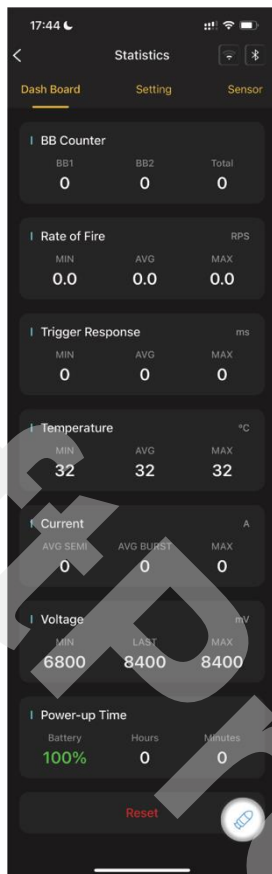 17:44
Statistics
Dash Board Setting Sensor
BB Counter
BB1 BB2 Total
0 0 0
Rate of Fire RPS
MIN AVG MAX
0.0 0.0 0.0
Trigger Response ms
MIN AVG MAX
0 0 0
Temperature °C
MIN AVG MAX
32 32 32
Current A
AVG SEMI AVG BURST MAX
0 0 0
Voltage mV
MIN LAST MAX
6800 8400 8400
Power-up Time
Battery Hours Minutes
100% 0 0
Reset